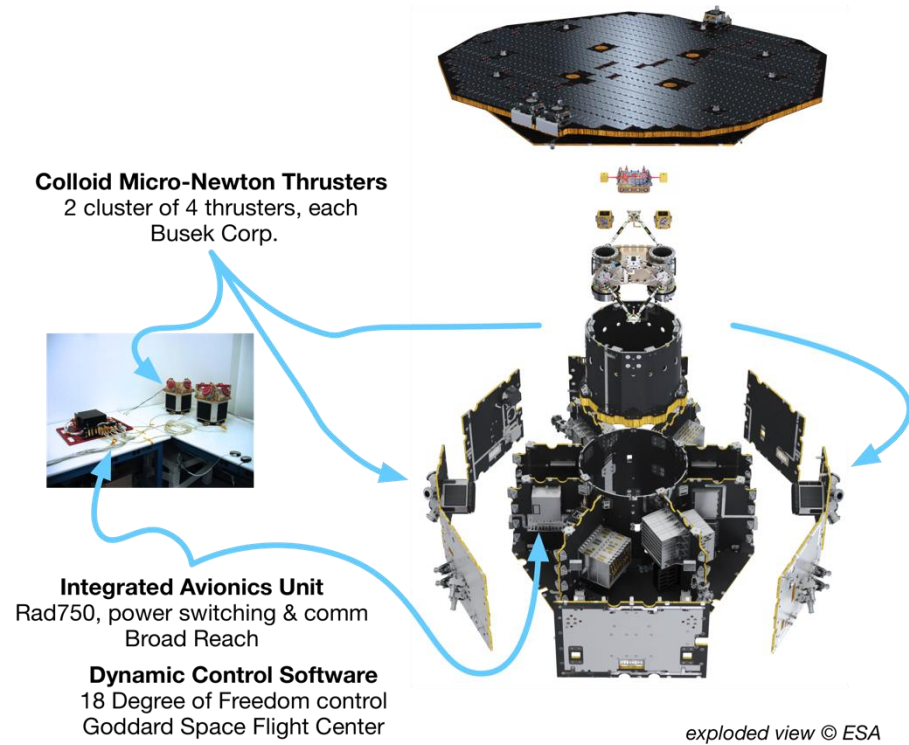 Colloid Micro-Newton Thrusters
2 cluster of 4 thrusters, each
Busek Corp.
Integrated Avionics Unit
Rad750, power switching & comm
Broad Reach
Dynamic Control Software
18 Degree of Freedom control
Goddard Space Flight Center
exploded view © ESA